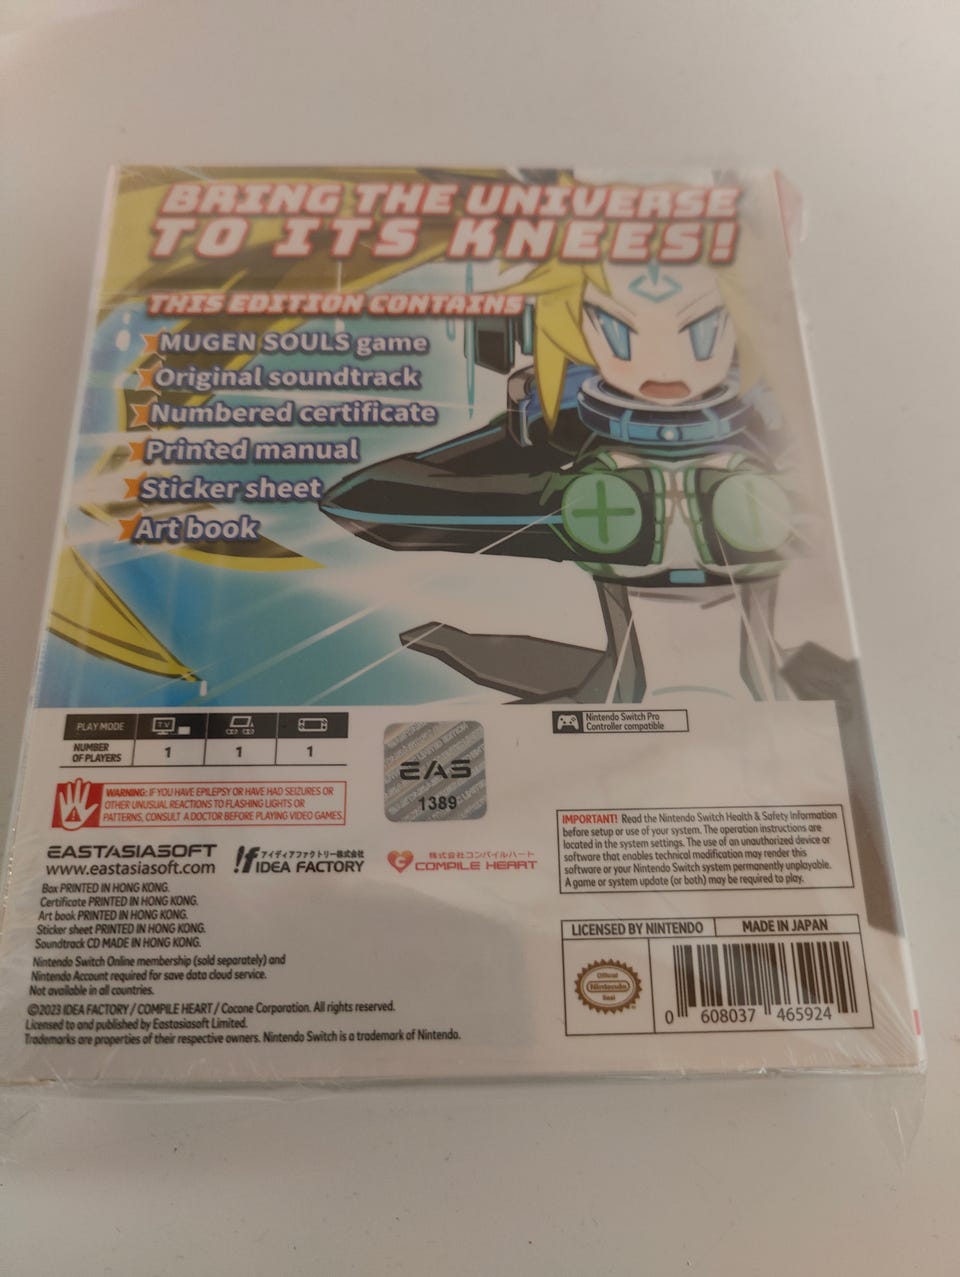 BRING THE UNIVERSE
TO ITS KNEES!
THIS EDITION CONTAINS
MUGEN SOULS game
Original soundtrack
Numbered certificate
Printed manual
Sticker sheet
Art book
PLAY MODE
TV
NUMBER
OF PLAYERS
1
1
1
EAS
1389
Nintendo Switch Pro
Controller compatible
WARNING: IF YOU HAVE EPILEPSY OR HAVE HAD SEIZURES OR
OTHER UNUSUAL REACTIONS TO FLASHING LIGHTS OR
PATTERNS, CONSULT A DOCTOR BEFORE PLAYING VIDEO GAMES.
IMPORTANT! Read the Nintendo Switch Health & Safety Information
before setup or use of your system. The operation instructions are
located in the system settings. The use of an unauthorized device or
software that enables technical modification may render this
software or your Nintendo Switch system permanently unplayable.
A game or system update (or both) may be required to play.
EASTASIASOFT
www.eastasiasoft.com
アイディアファクトリー株式会社
IDEA FACTORY
株式会社コンパイルハート
COMPILE HEART
Box PRINTED IN HONG KONG.
Certificate PRINTED IN HONG KONG.
Art book PRINTED IN HONG KONG.
Sticker sheet PRINTED IN HONG KONG.
Soundtrack CD MADE IN HONG KONG.
Nintendo Switch Online membership (sold separately) and
Nintendo Account required for save data cloud service.
Not available in all countries.
©2023 IDEA FACTORY / COMPILE HEART / Cocone Corporation. All rights reserved.
Licensed to and published by Eastasiasoft Limited.
Trademarks are properties of their respective owners. Nintendo Switch is a trademark of Nintendo.
LICENSED BY NINTENDO
MADE IN JAPAN
Official
Nintendo
Seal
0 608037 465924